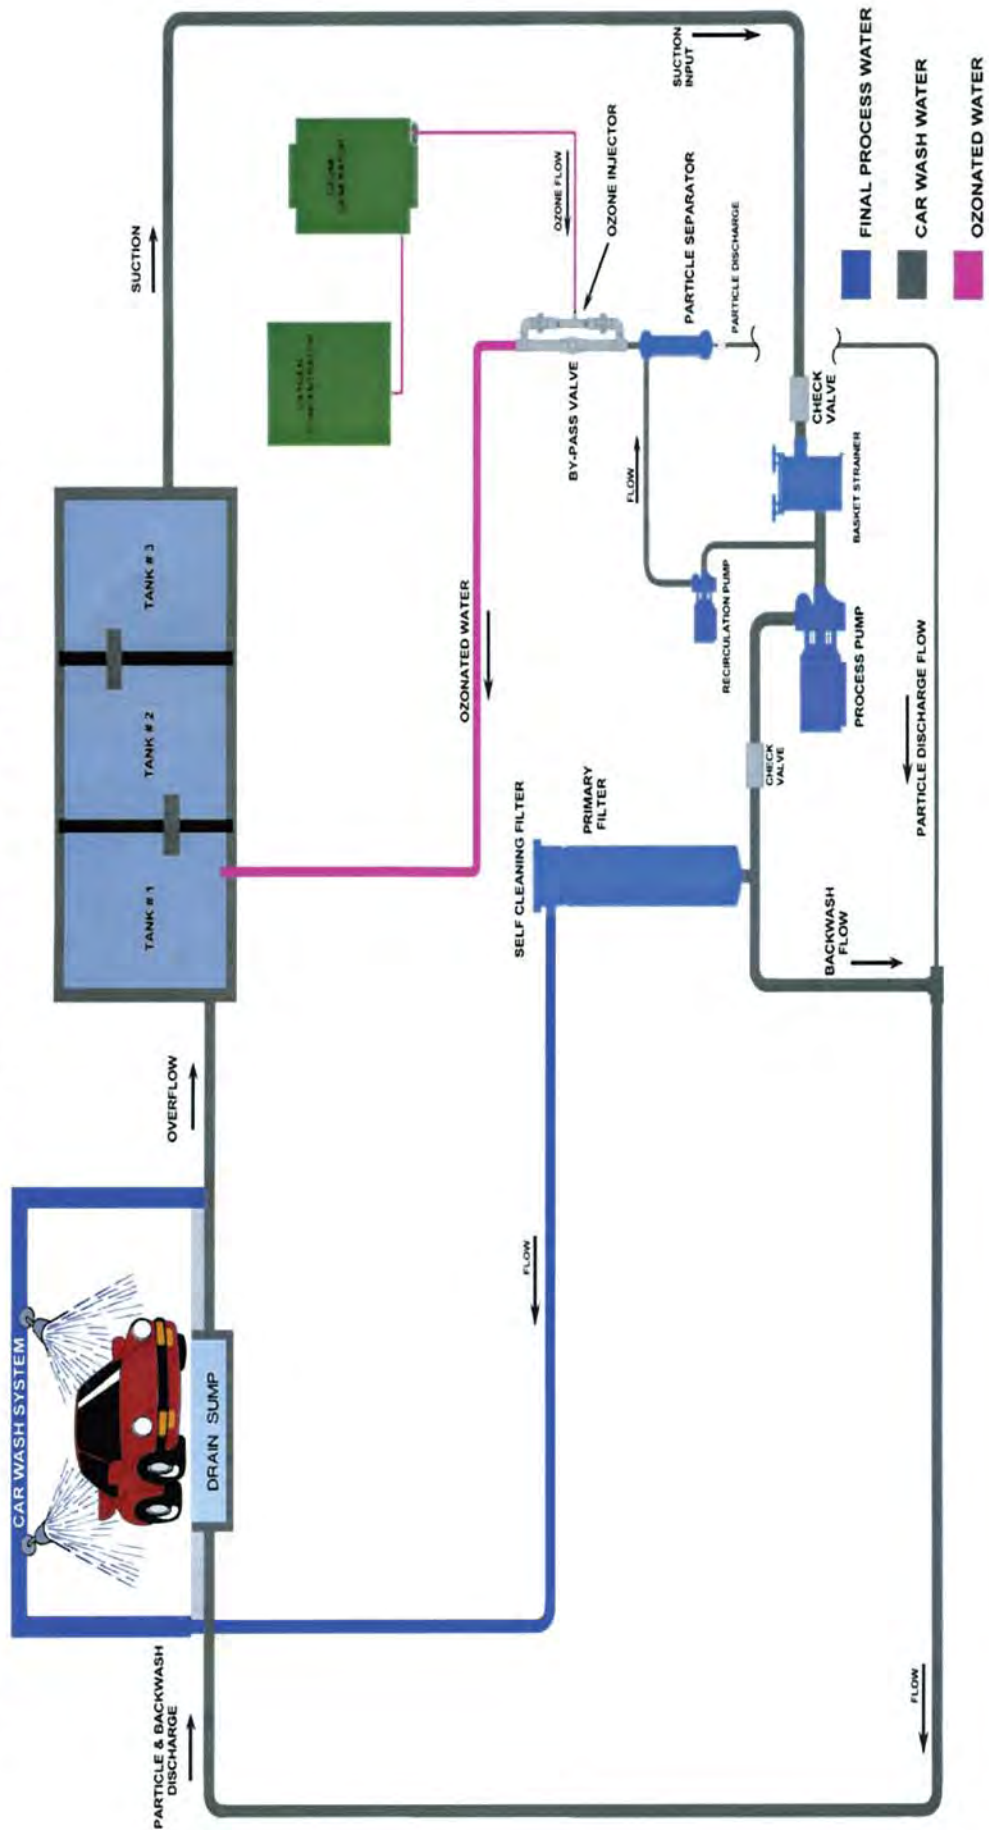 CAR WASH SYSTEM
DRAIN SUMP
PARTICLE & BACKWASH
DISCHARGE
OVERFLOW
TANK # 1
TANK # 2
TANK # 3
SUCTION
SUCTION
INPUT
OZONE FLOW
OZONE INJECTOR
OZONATED WATER
BY-PASS VALVE
PARTICLE SEPARATOR
PARTICLE DISCHARGE
FLOW
RECIRCULATION PUMP
CHECK
VALVE
BASKET STRAINER
PROCESS PUMP
CHECK
VALVE
SELF CLEANING FILTER
PRIMARY
FILTER
FLOW
BACKWASH
FLOW
PARTICLE DISCHARGE FLOW
FLOW
FINAL PROCESS WATER
CAR WASH WATER
OZONATED WATER